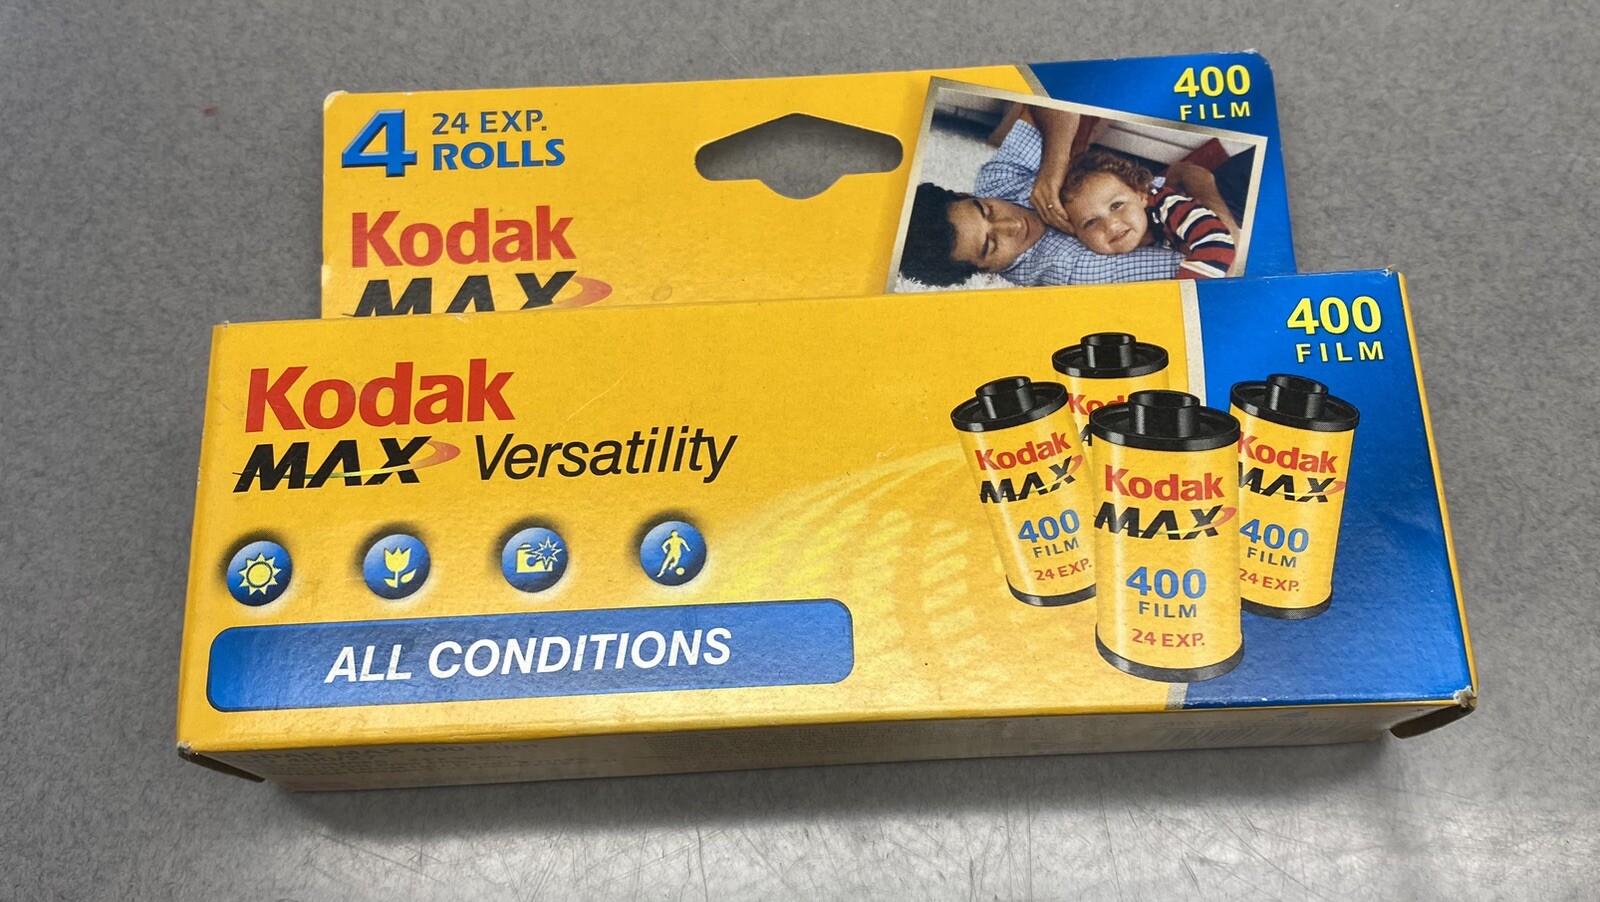 4 24 EXP.
ROLLS
400
FILM
Kodak
MAX
Kodak
MAX Versatility
ALL CONDITIONS
400
FILM
Kodak
MAX
400
FILM
24 EXP.
Kodak
MAX
400
FILM
24 EXP.
Kodak
MAX
400
FILM
24 EXP.